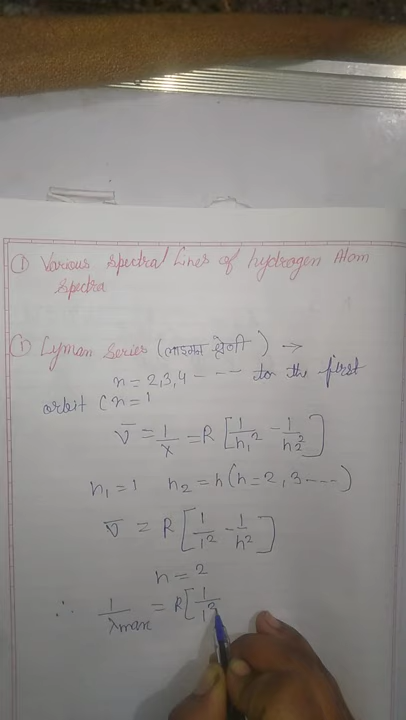 ① Various Spectral Lines of hydrogen Atom
Spectra
① Lyman Series (लाइमन श्रेणी) →
n = 2,3,4 - - --- to the first
orbit (n=1
ν̅ = 1/λ = R [1/n₁² - 1/n₂²]
n₁ = 1 n₂ = n (n=2, 3----)
ν̅ = R [1/1² - 1/n²]
n = 2
∴ 1/λmax = R[1/1²